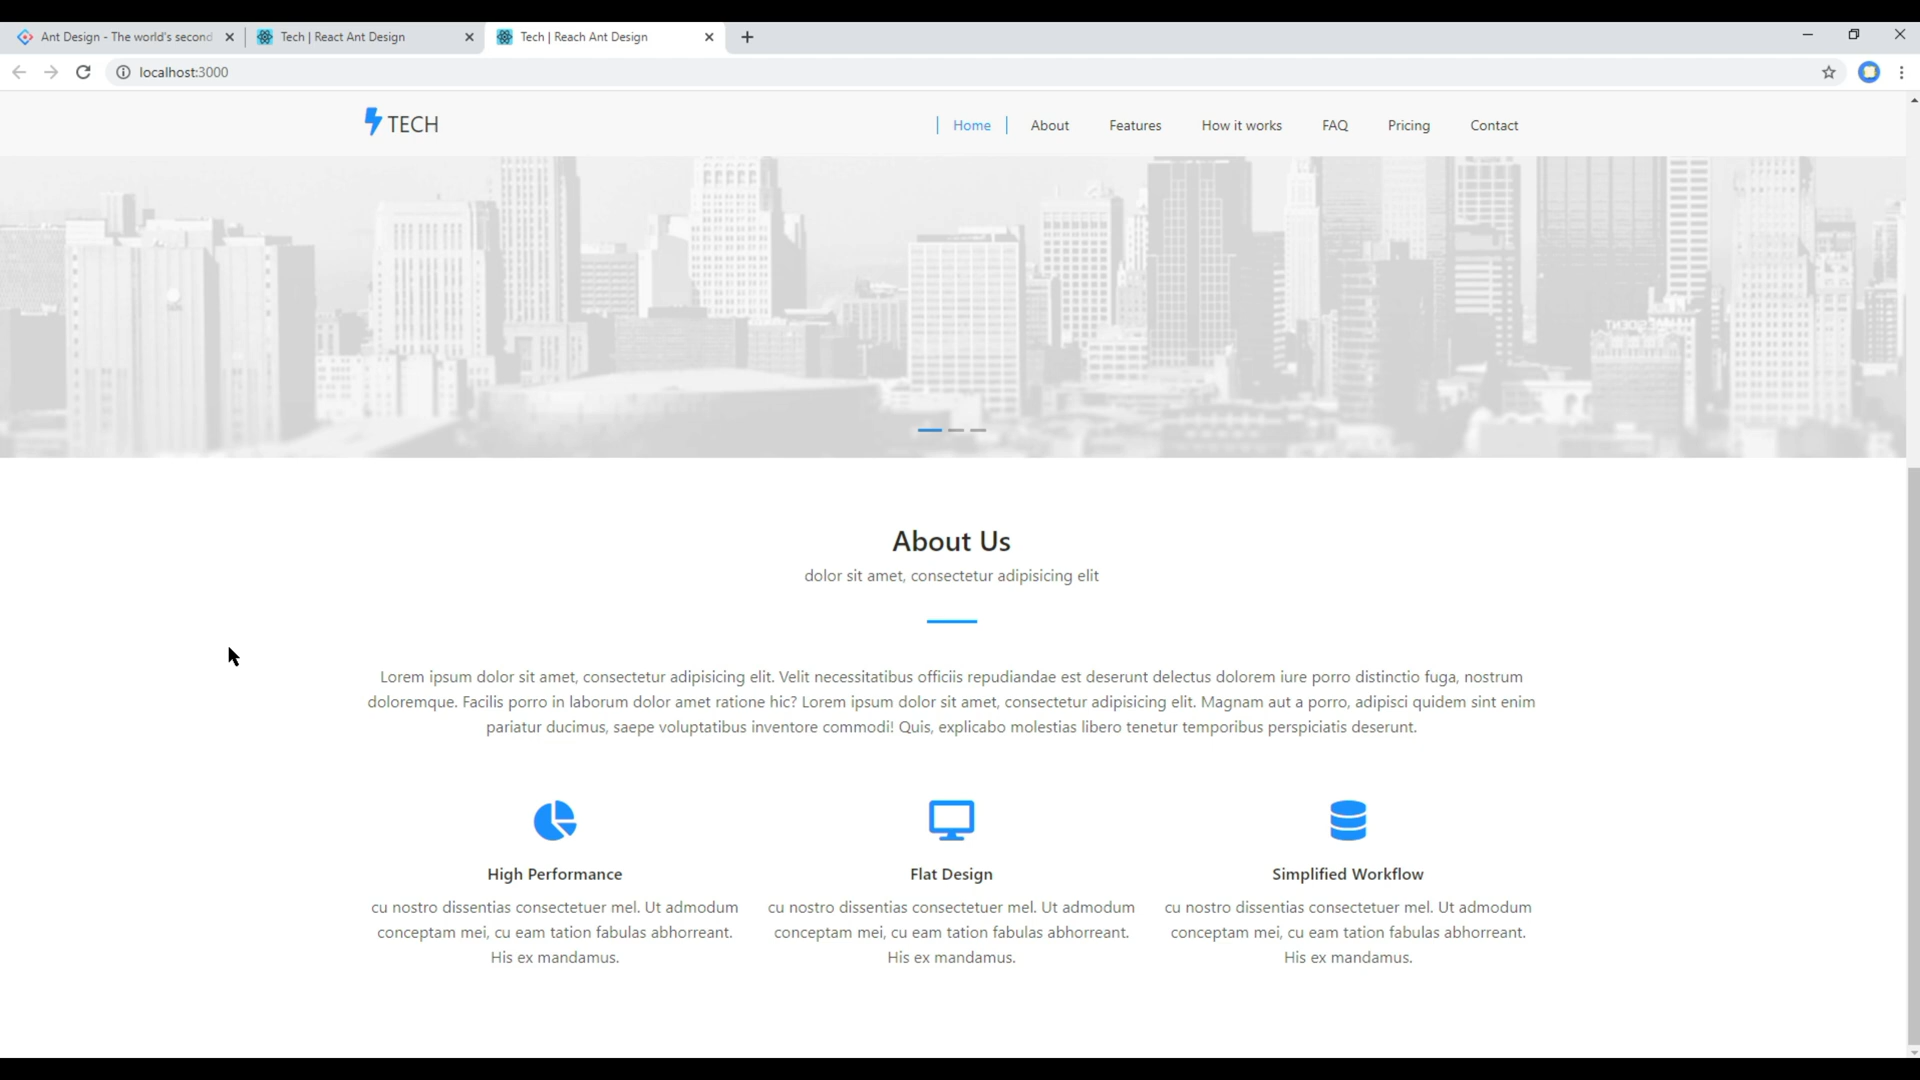 Ant Design - The world's second
Tech | React Ant Design
Tech | Reach Ant Design
localhost:3000
TECH
Home
About
Features
How it works
FAQ
Pricing
Contact
About Us
dolor sit amet, consectetur adipisicing elit
Lorem ipsum dolor sit amet, consectetur adipisicing elit. Velit necessitatibus officiis repudiandae est deserunt delectus dolorem iure porro distinctio fuga, nostrum
doloremque. Facilis porro in laborum dolor amet ratione hic? Lorem ipsum dolor sit amet, consectetur adipisicing elit. Magnam aut a porro, adipisci quidem sint enim
pariatur ducimus, saepe voluptatibus inventore commodi! Quis, explicabo molestias libero tenetur temporibus perspiciatis deserunt.
High Performance
cu nostro dissentias consectetuer mel. Ut admodum
conceptam mei, cu eam tation fabulas abhorreant.
His ex mandamus.
Flat Design
cu nostro dissentias consectetuer mel. Ut admodum
conceptam mei, cu eam tation fabulas abhorreant.
His ex mandamus.
Simplified Workflow
cu nostro dissentias consectetuer mel. Ut admodum
conceptam mei, cu eam tation fabulas abhorreant.
His ex mandamus.